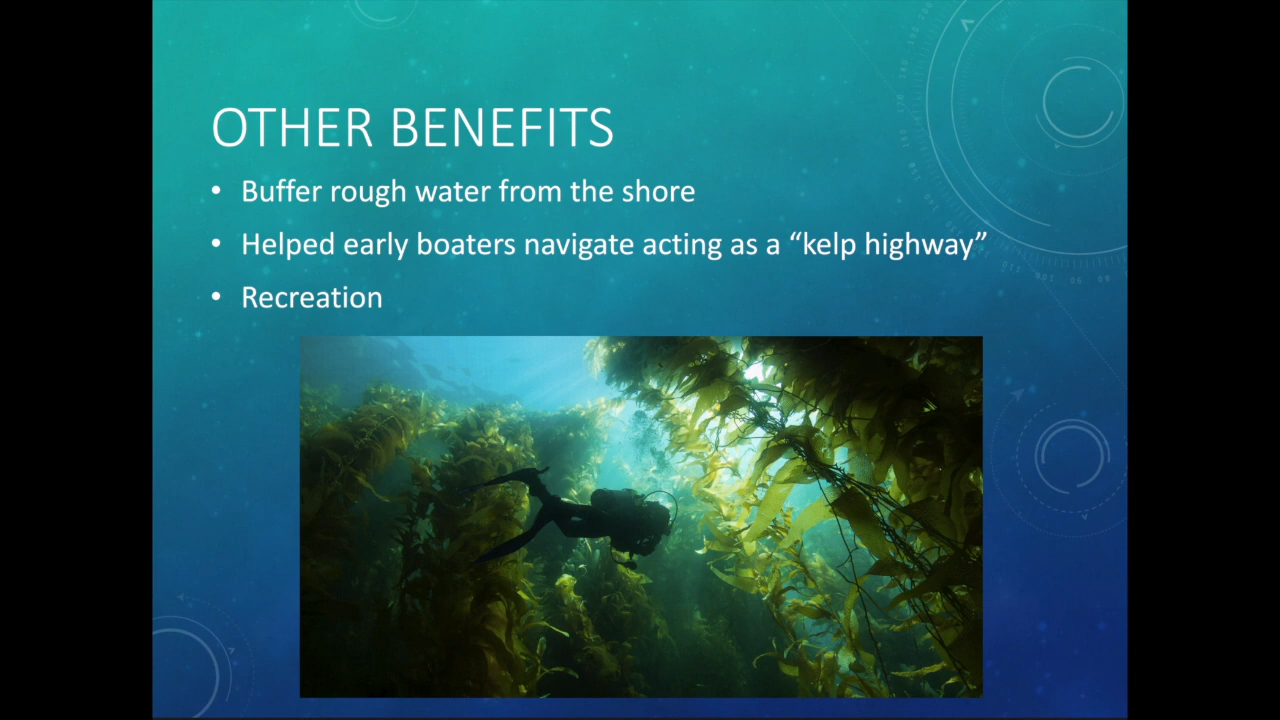 OTHER BENEFITS
• Buffer rough water from the shore
• Helped early boaters navigate acting as a “kelp highway”
• Recreation